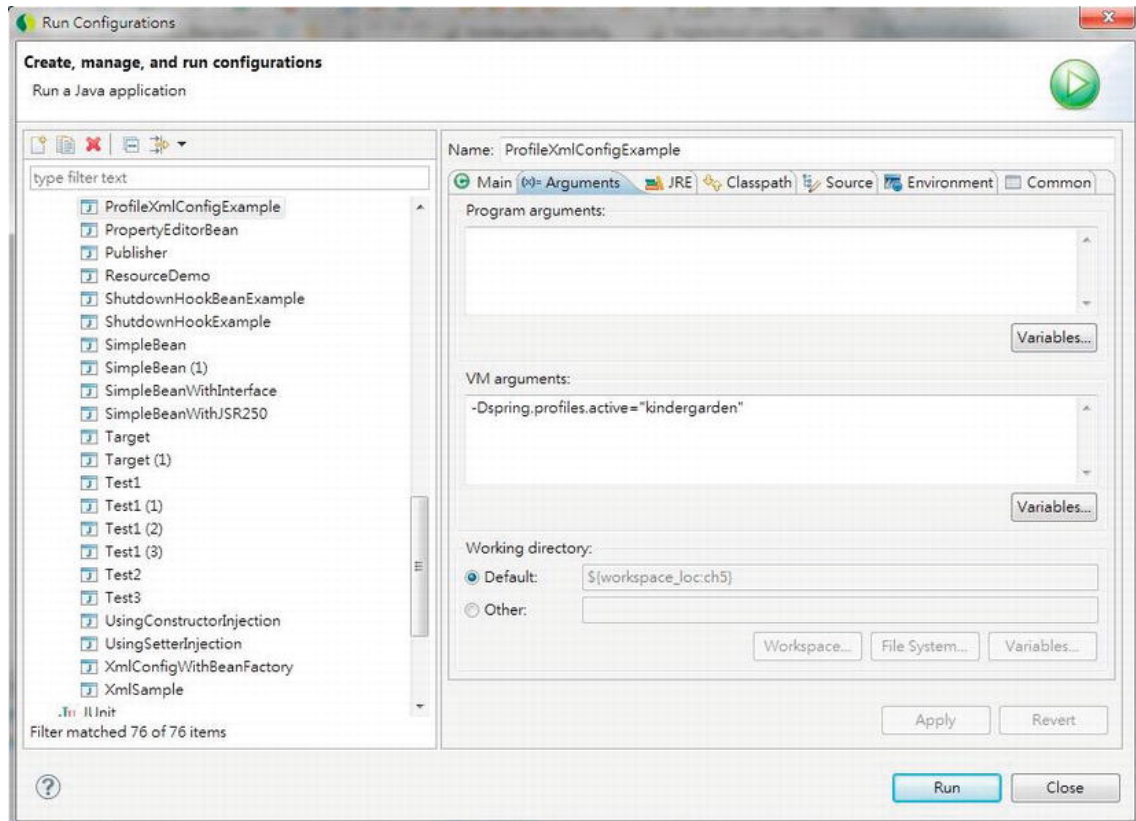 Run Configurations
Create, manage, and run configurations
Run a Java application
type filter text
ProfileXmlConfigExample
PropertyEditorBean
Publisher
ResourceDemo
ShutdownHookBeanExample
ShutdownHookExample
SimpleBean
SimpleBean (1)
SimpleBeanWithInterface
SimpleBeanWithJSR250
Target
Target (1)
Test1
Test1 (1)
Test1 (2)
Test1 (3)
Test2
Test3
UsingConstructorInjection
UsingSetterInjection
XmlConfigWithBeanFactory
XmlSample
JUnit
Filter matched 76 of 76 items
Name: ProfileXmlConfigExample
Main (x)= Arguments JRE Classpath Source Environment Common
Program arguments:
Variables...
VM arguments:
-Dspring.profiles.active="kindergarden"
Variables...
Working directory:
Default: ${workspace_loc:ch5}
Other:
Workspace... File System... Variables...
Apply Revert
Run Close